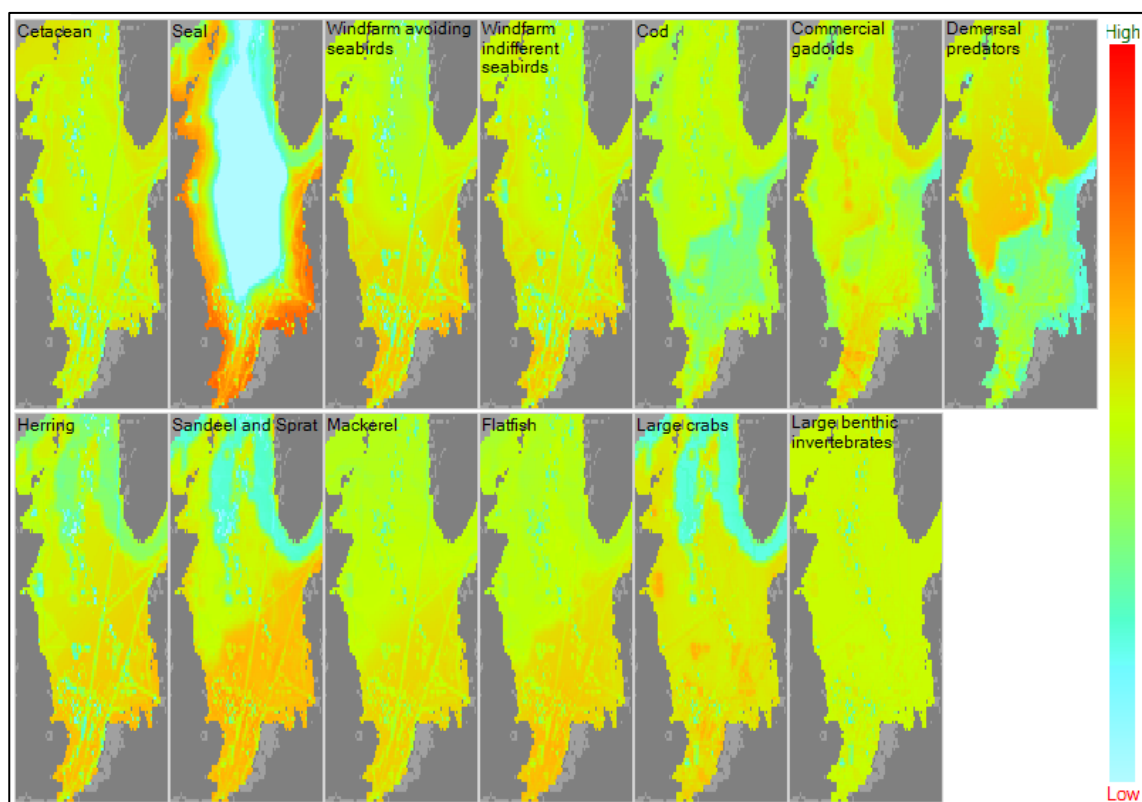 Cetacean
Seal
Windfarm avoiding
seabirds
Windfarm
indifferent
seabirds
Cod
Commercial
gadoids
Demersal
predators
High
Herring
Sandeel and Sprat
Mackerel
Flatfish
Large crabs
Large benthic
invertebrates
Low